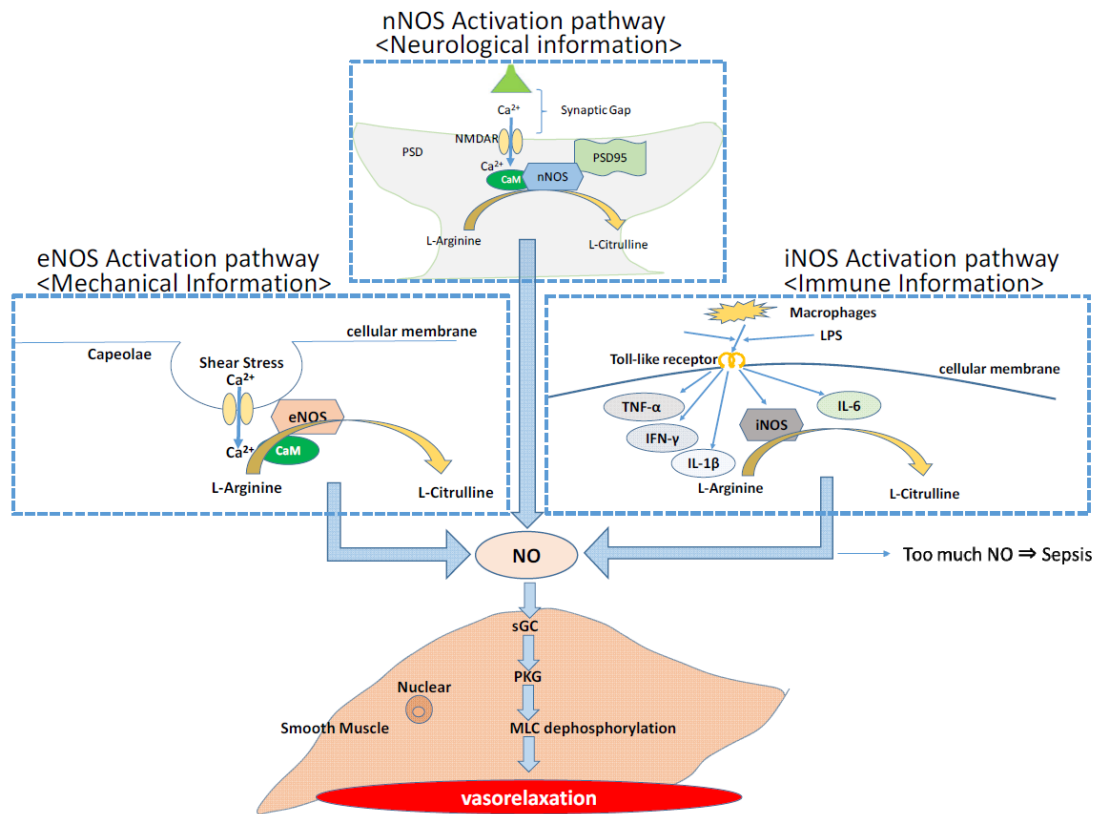 nNOS Activation pathway
<Neurological information>
Ca²⁺
Synaptic Gap
NMDAR
PSD
PSD95
Ca²⁺
CaM
nNOS
L-Arginine
L-Citrulline
eNOS Activation pathway
<Mechanical Information>
cellular membrane
Capeolae
Shear Stress
Ca²⁺
eNOS
Ca²⁺
CaM
L-Arginine
L-Citrulline
iNOS Activation pathway
<Immune Information>
Macrophages
LPS
Toll-like receptor
cellular membrane
TNF-α
IL-6
iNOS
IFN-γ
IL-1β
L-Arginine
L-Citrulline
NO
Too much NO ⇒ Sepsis
sGC
PKG
Nuclear
Smooth Muscle
MLC dephosphorylation
vasorelaxation